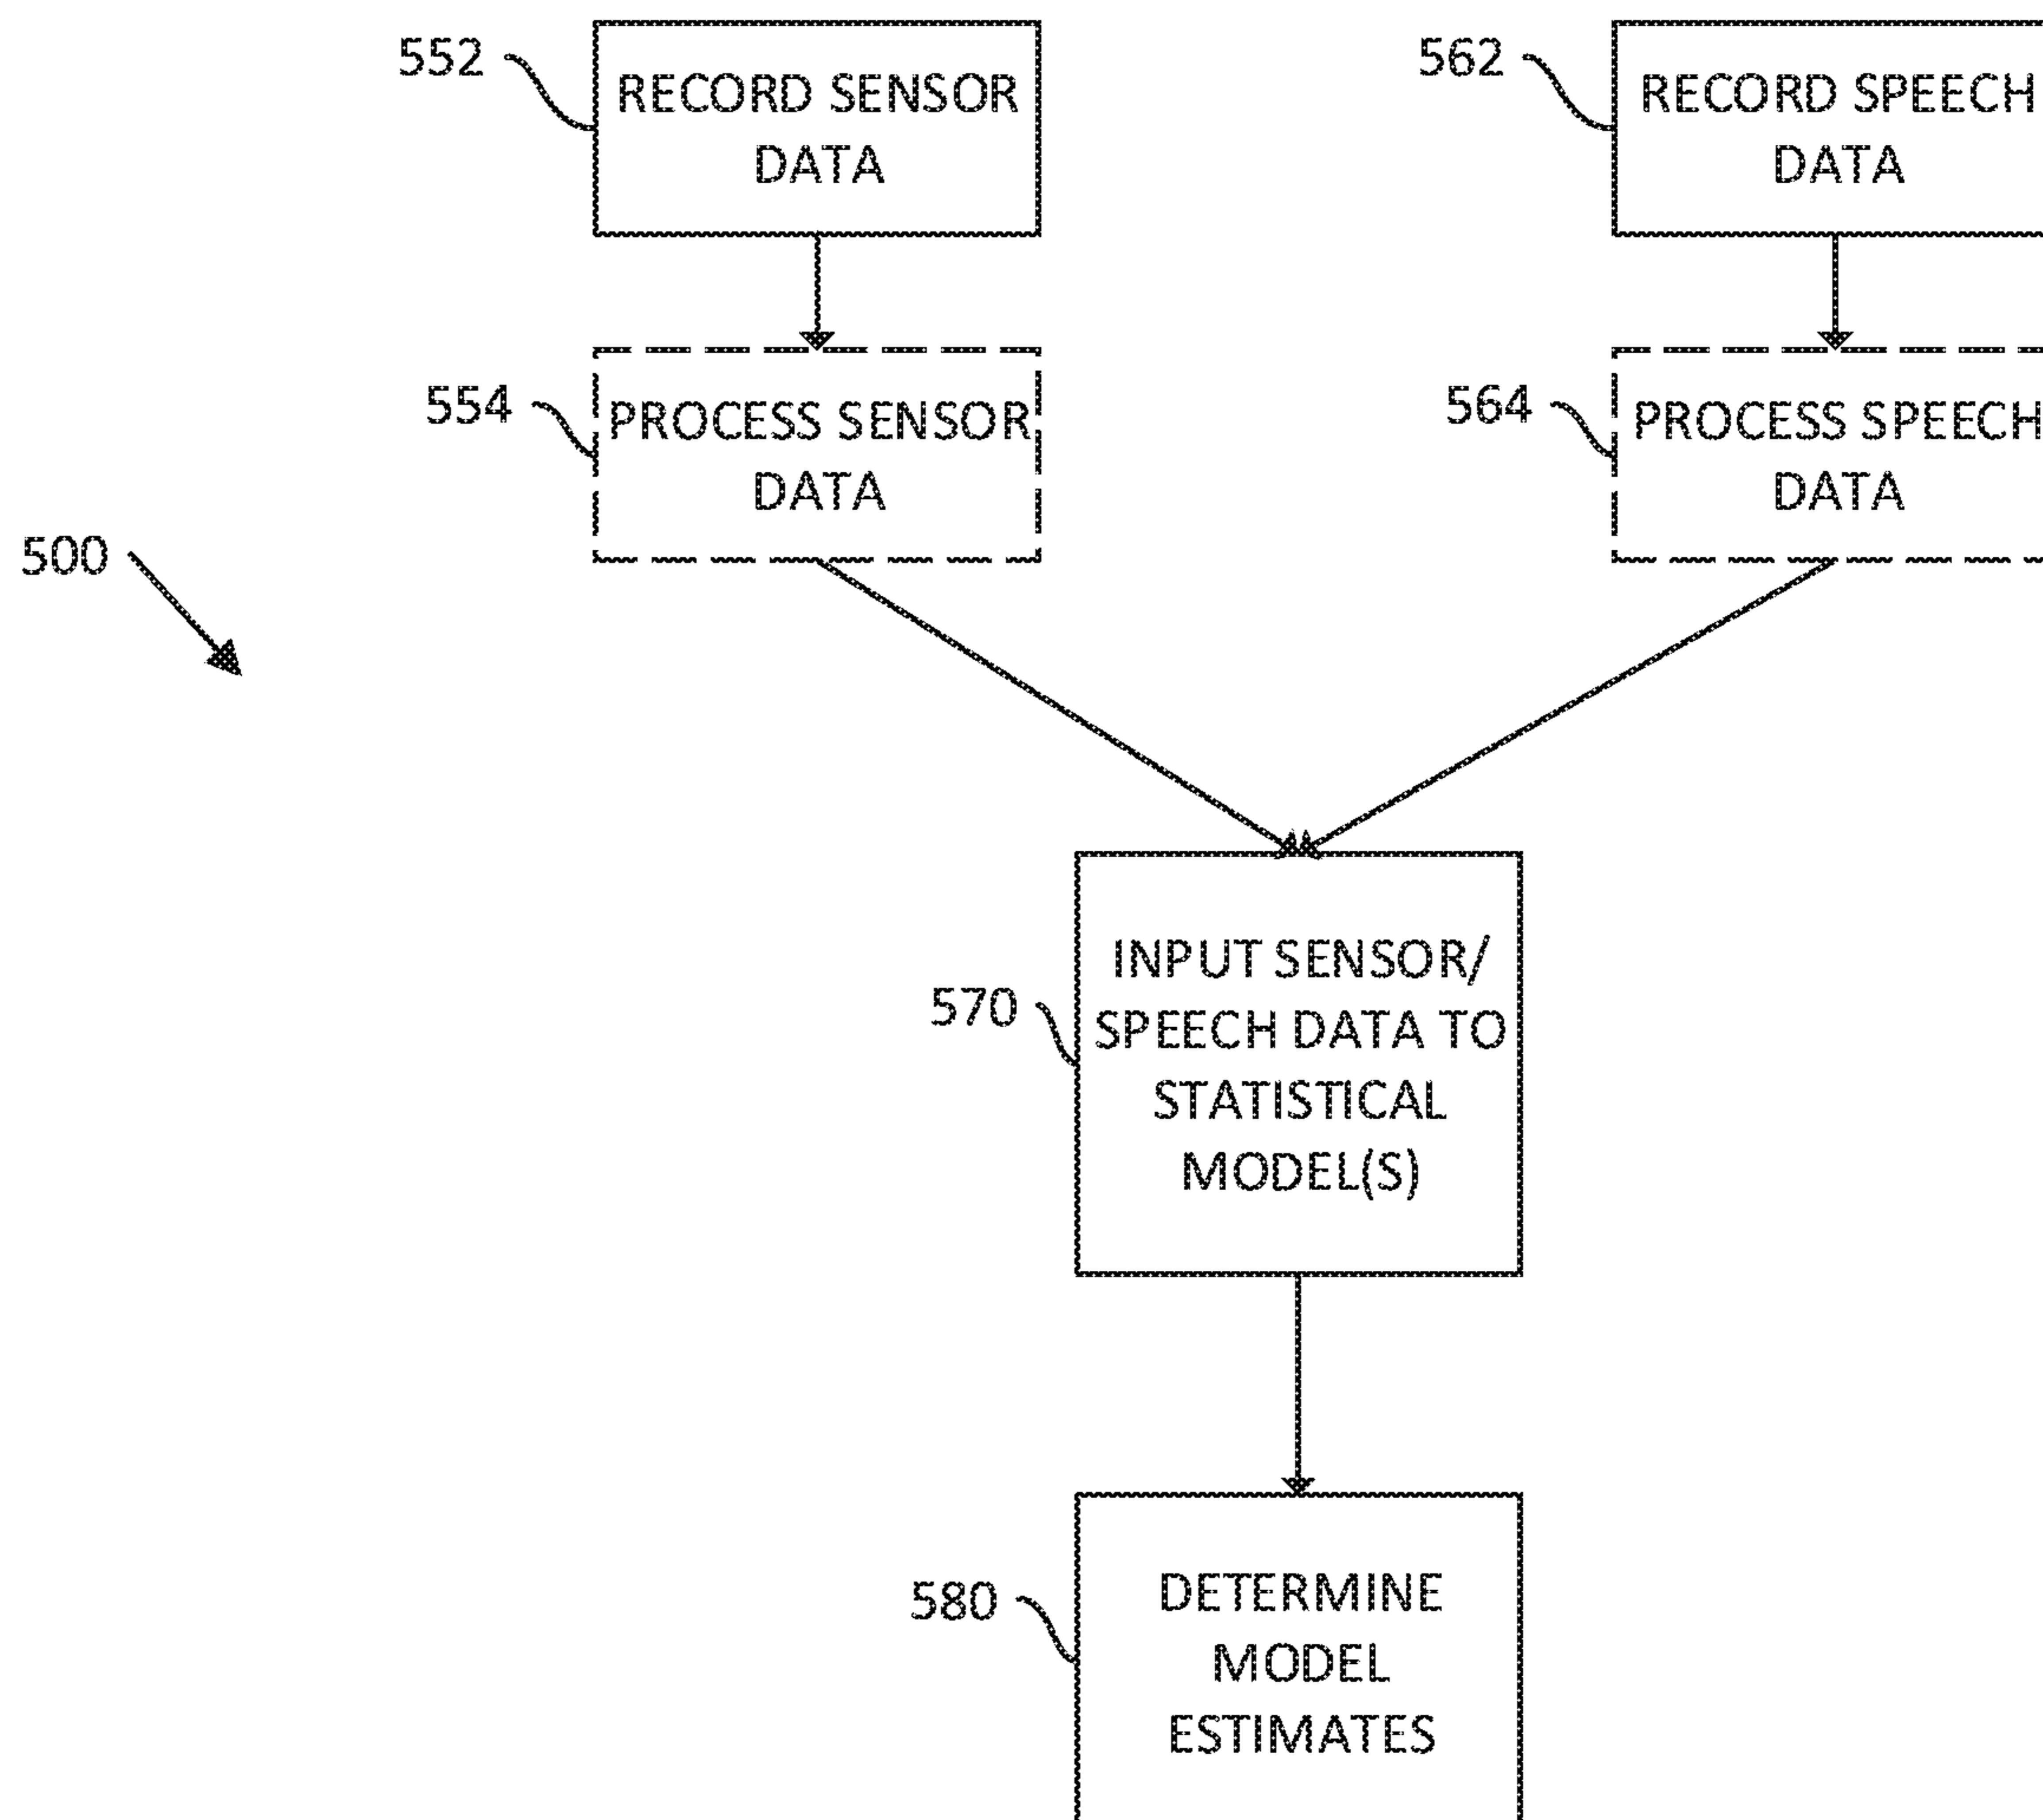 552
RECORD SENSOR
DATA
562
RECORD SPEECH
DATA
554
PROCESS SENSOR
DATA
564
PROCESS SPEECH
DATA
500
570
INPUT SENSOR/
SPEECH DATA TO
STATISTICAL
MODEL(S)
580
DETERMINE
MODEL
ESTIMATES